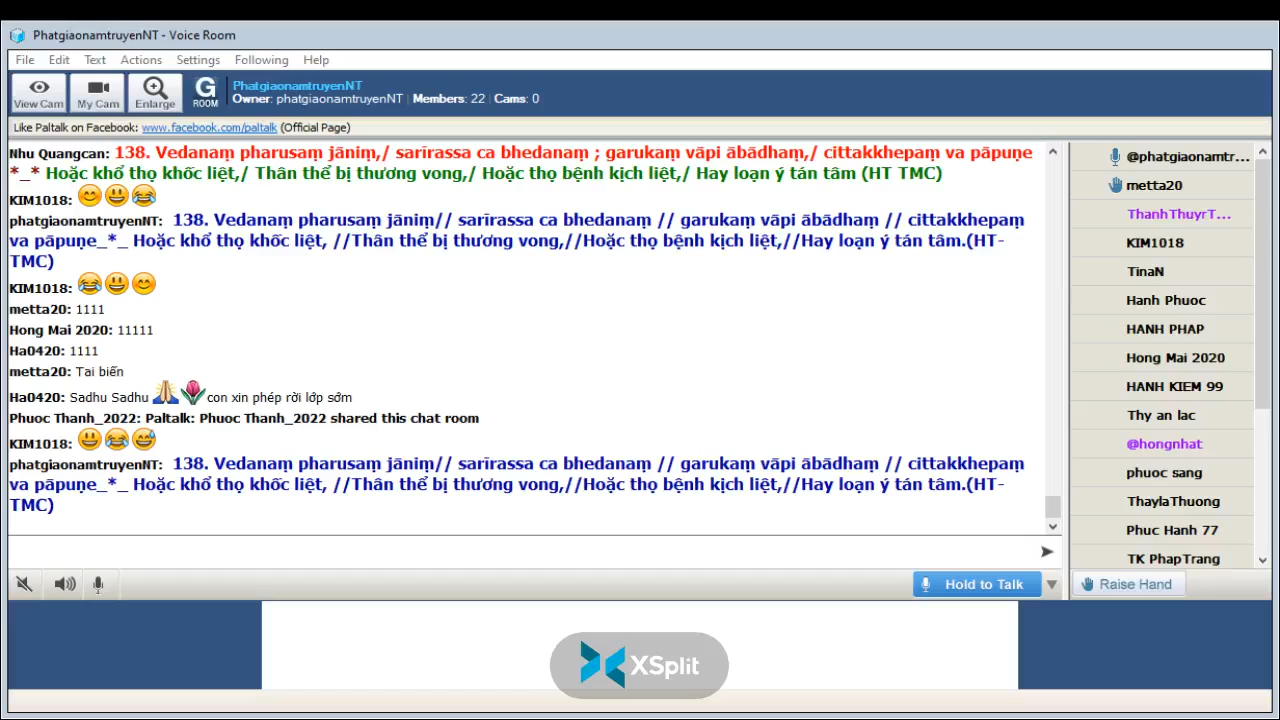 PhatgiaonamtruyenNT - Voice Room
File Edit Text Actions Settings Following Help
View Cam My Cam Enlarge G ROOM
PhatgiaonamtruyenNT
Owner: phatgiaonamtruyenNT | Members: 22 | Cams: 0
Like Paltalk on Facebook: www.facebook.com/paltalk (Official Page)
Nhu Quangcan: 138. Vedanaṃ pharusaṃ jāniṃ,/ sarīrassa ca bhedanaṃ ; garukaṃ vāpi ābādhaṃ,/ cittakkhepaṃ va pāpuṇe
*_* Hoặc khổ thọ khốc liệt,/ Thân thể bị thương vong,/ Hoặc thọ bệnh kịch liệt,/ Hay loạn ý tán tâm (HT TMC)
KIM1018:
phatgiaonamtruyenNT: 138. Vedanaṃ pharusaṃ jāniṃ// sarīrassa ca bhedanaṃ // garukaṃ vāpi ābādhaṃ // cittakkhepaṃ
va pāpuṇe_*_ Hoặc khổ thọ khốc liệt, //Thân thể bị thương vong,//Hoặc thọ bệnh kịch liệt,//Hay loạn ý tán tâm.(HT-
TMC)
KIM1018:
metta20: 1111
Hong Mai 2020: 11111
Ha0420: 1111
metta20: Tai biến
Ha0420: Sadhu Sadhu con xin phép rời lớp sớm
Phuoc Thanh_2022: Paltalk: Phuoc Thanh_2022 shared this chat room
KIM1018:
phatgiaonamtruyenNT: 138. Vedanaṃ pharusaṃ jāniṃ// sarīrassa ca bhedanaṃ // garukaṃ vāpi ābādhaṃ // cittakkhepaṃ
va pāpuṇe_*_ Hoặc khổ thọ khốc liệt, //Thân thể bị thương vong,//Hoặc thọ bệnh kịch liệt,//Hay loạn ý tán tâm.(HT-
TMC)
@phatgiaonamtr...
metta20
ThanhThuyrT...
KIM1018
TinaN
Hanh Phuoc
HANH PHAP
Hong Mai 2020
HANH KIEM 99
Thy an lac
@hongnhat
phuoc sang
ThaylaThuong
Phuc Hanh 77
TK PhapTrang
Hold to Talk
Raise Hand
XSplit